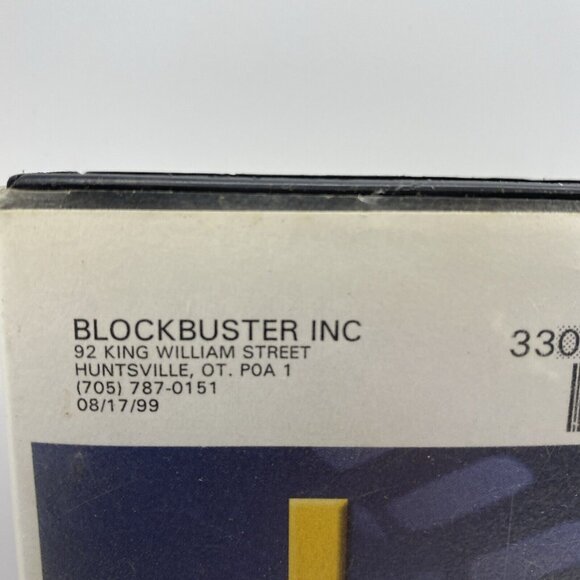 BLOCKBUSTER INC
92 KING WILLIAM STREET
HUNTSVILLE, OT. P0A 1
(705) 787-0151
08/17/99
330